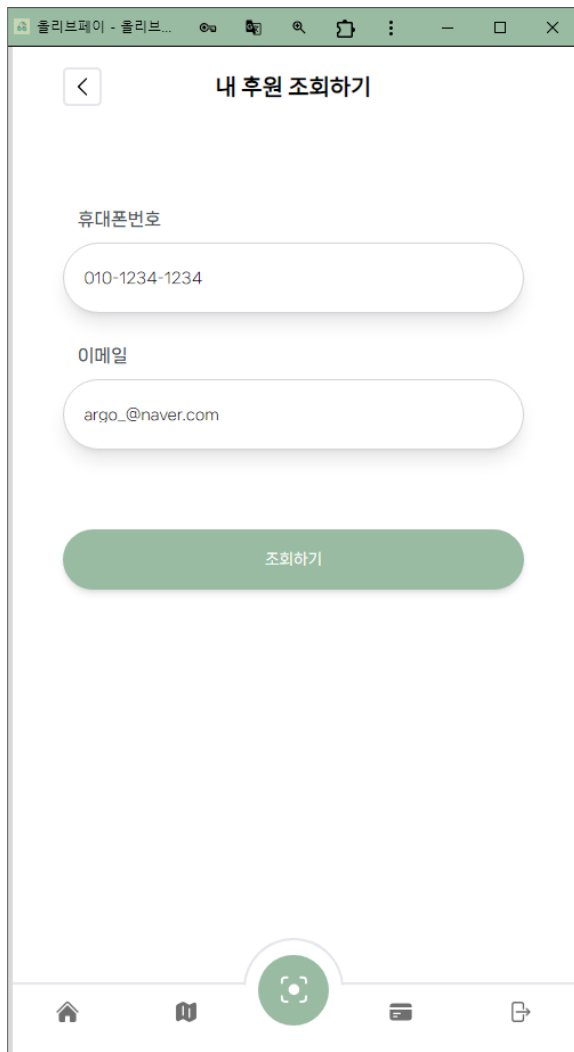 올리브페이 - 올리브...
내 후원 조회하기
휴대폰번호
010-1234-1234
이메일
argo_@naver.com
조회하기